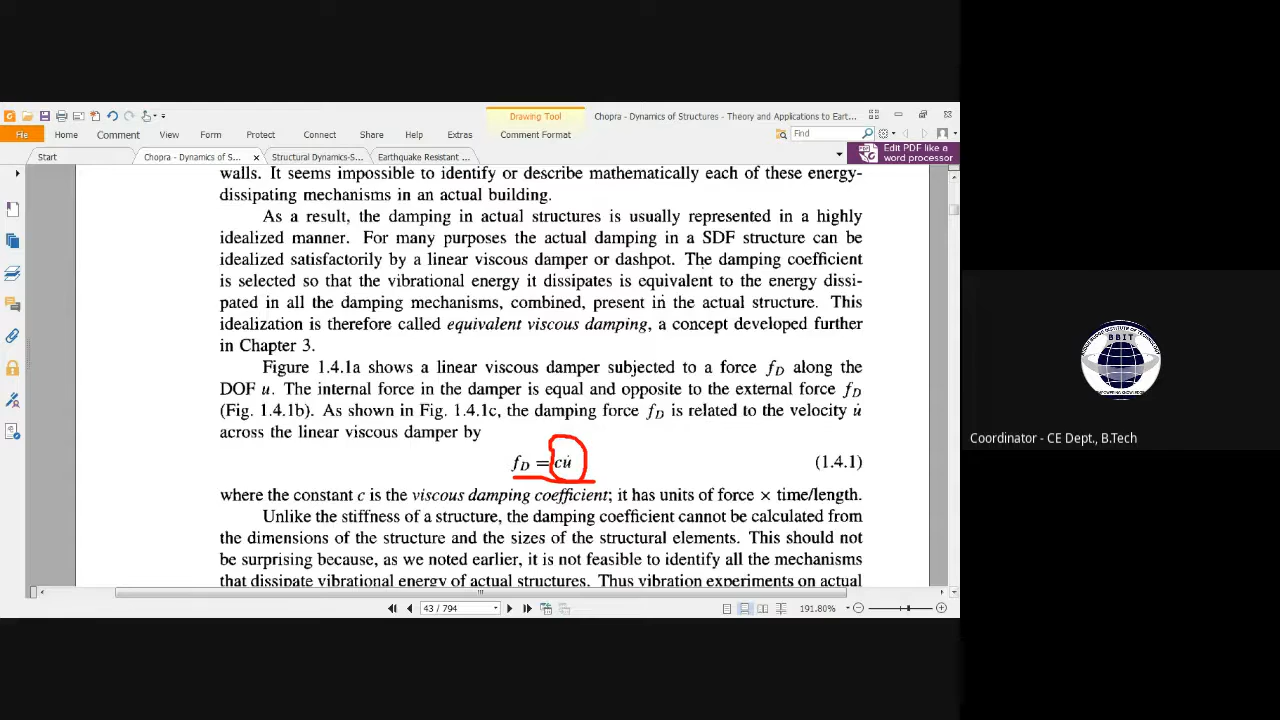 Drawing Tool
Chopra - Dynamics of Structures - Theory and Applications to Eart...
File Home Comment View Form Protect Connect Share Help Extras Comment Format
Find
Start
Chopra - Dynamics of S...
Structural Dynamics-S...
Earthquake Resistant ...
Edit PDF like a
word processor
walls. It seems impossible to identify or describe mathematically each of these energy-
dissipating mechanisms in an actual building.
As a result, the damping in actual structures is usually represented in a highly
idealized manner. For many purposes the actual damping in a SDF structure can be
idealized satisfactorily by a linear viscous damper or dashpot. The damping coefficient
is selected so that the vibrational energy it dissipates is equivalent to the energy dissi-
pated in all the damping mechanisms, combined, present in the actual structure. This
idealization is therefore called equivalent viscous damping, a concept developed further
in Chapter 3.
Figure 1.4.1a shows a linear viscous damper subjected to a force f_D along the
DOF u. The internal force in the damper is equal and opposite to the external force f_D
(Fig. 1.4.1b). As shown in Fig. 1.4.1c, the damping force f_D is related to the velocity u̇
across the linear viscous damper by
f_D = cu̇ (1.4.1)
where the constant c is the viscous damping coefficient; it has units of force × time/length.
Unlike the stiffness of a structure, the damping coefficient cannot be calculated from
the dimensions of the structure and the sizes of the structural elements. This should not
be surprising because, as we noted earlier, it is not feasible to identify all the mechanisms
that dissipate vibrational energy of actual structures. Thus vibration experiments on actual
43 / 794
191.80%
BBIT
Coordinator - CE Dept., B.Tech